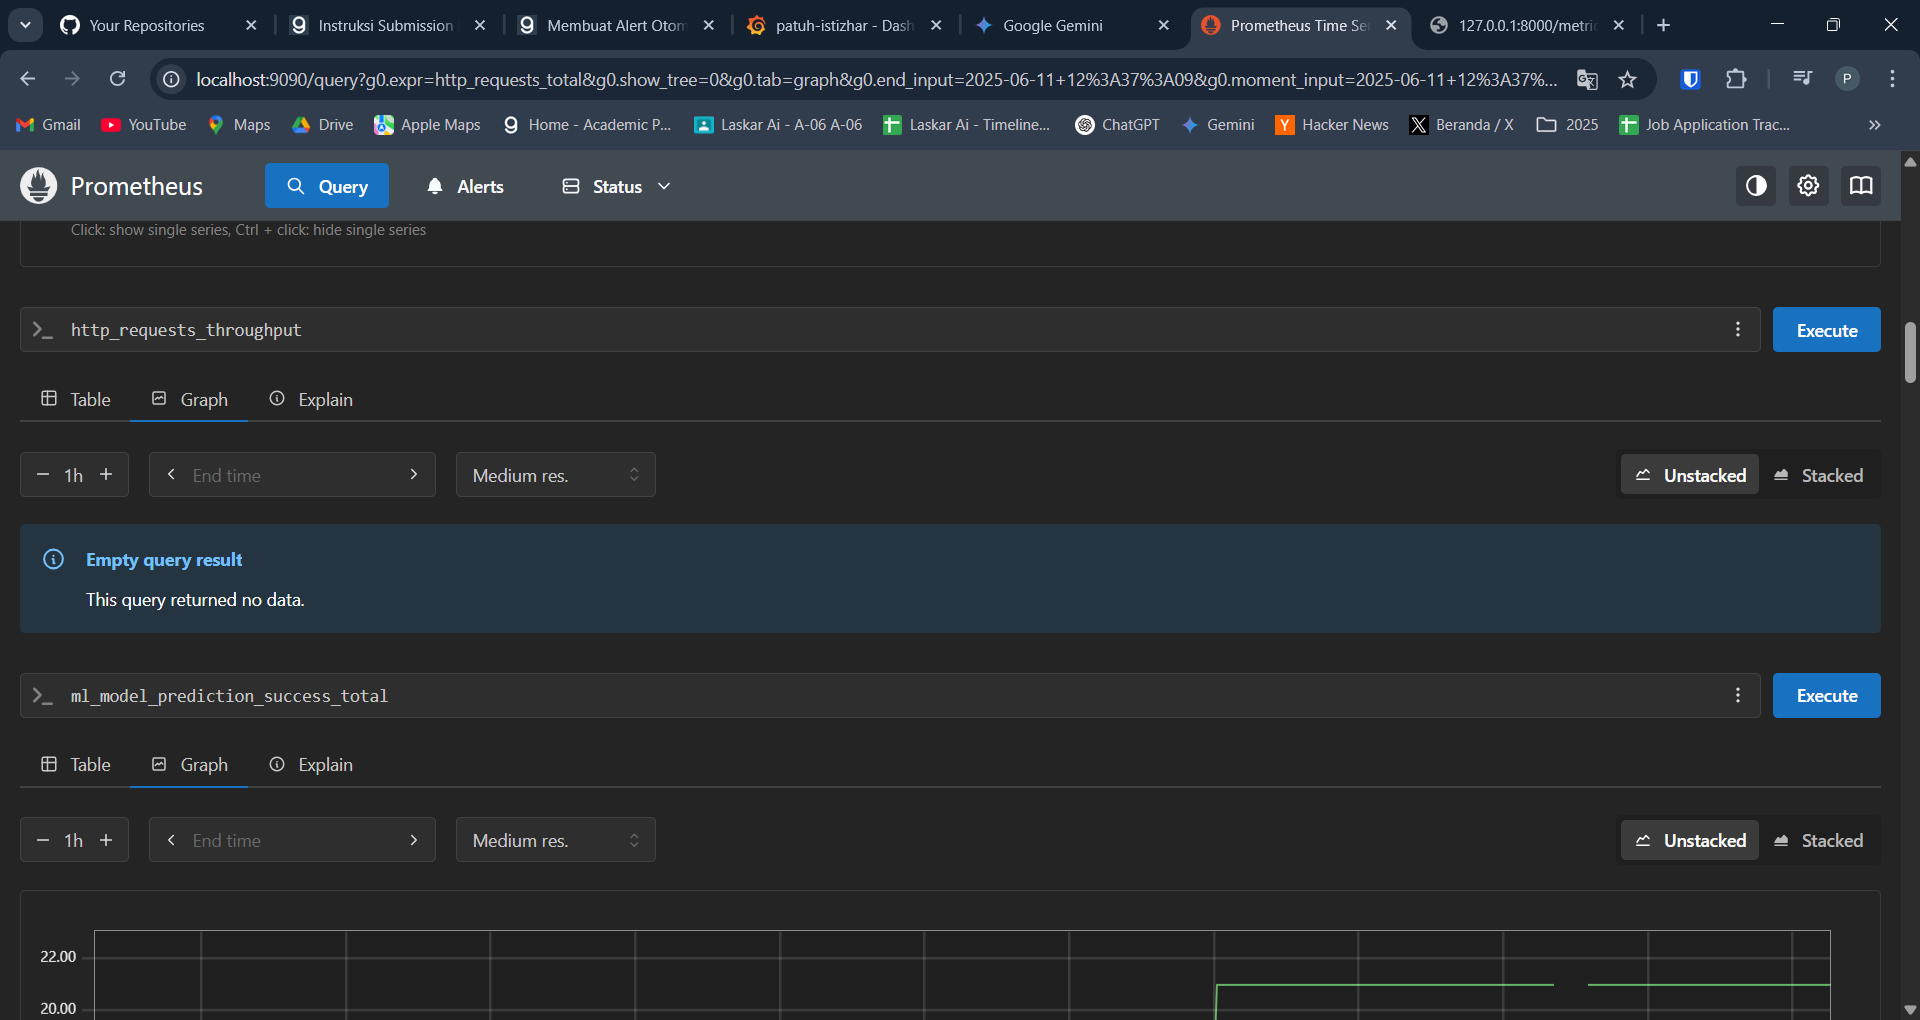 Your Repositories
Instruksi Submission
Membuat Alert Otom
patuh-istizhar - Dash
Google Gemini
Prometheus Time Se
127.0.0.1:8000/metri
localhost:9090/query?g0.expr=http_requests_total&g0.show_tree=0&g0.tab=graph&g0.end_input=2025-06-11+12%3A37%3A09&g0.moment_input=2025-06-11+12%3A37%...
P
Gmail
YouTube
Maps
Drive
Apple Maps
Home - Academic P...
Laskar Ai - A-06 A-06
Laskar Ai - Timeline...
ChatGPT
Gemini
Hacker News
Beranda / X
2025
Job Application Trac...
Prometheus
Query
Alerts
Status
Click: show single series, Ctrl + click: hide single series
http_requests_throughput
Execute
Table
Graph
Explain
1h
End time
Medium res.
Unstacked
Stacked
Empty query result
This query returned no data.
ml_model_prediction_success_total
Execute
Table
Graph
Explain
1h
End time
Medium res.
Unstacked
Stacked
22.00
20.00